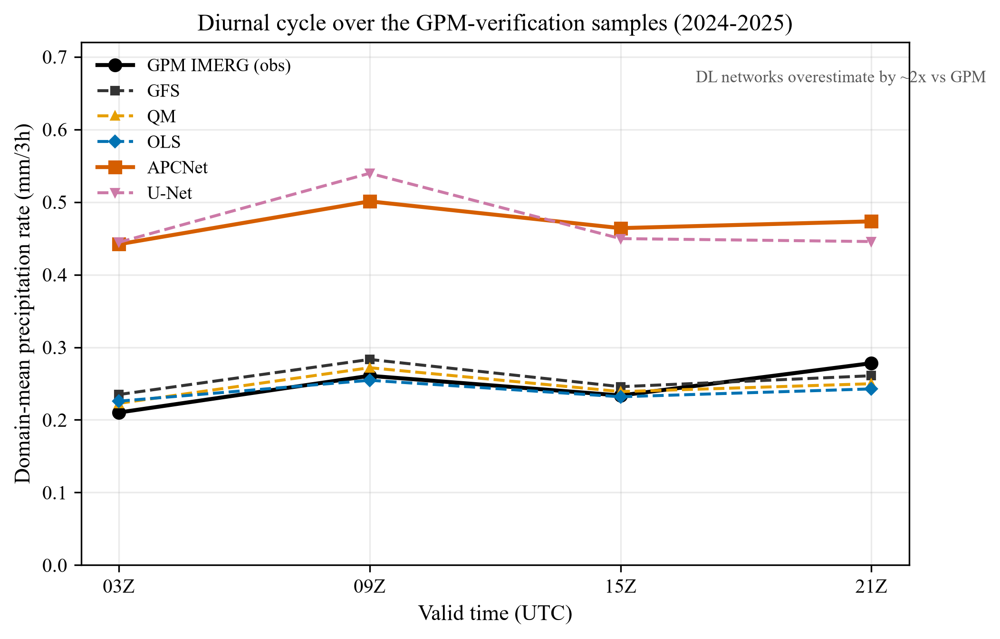 Diurnal cycle over the GPM-verification samples (2024-2025)
GPM IMERG (obs)
GFS
QM
OLS
APCNet
U-Net
DL networks overestimate by ~2x vs GPM
Domain-mean precipitation rate (mm/3h)
0.7
0.6
0.5
0.4
0.3
0.2
0.1
0.0
03Z 09Z 15Z 21Z
Valid time (UTC)